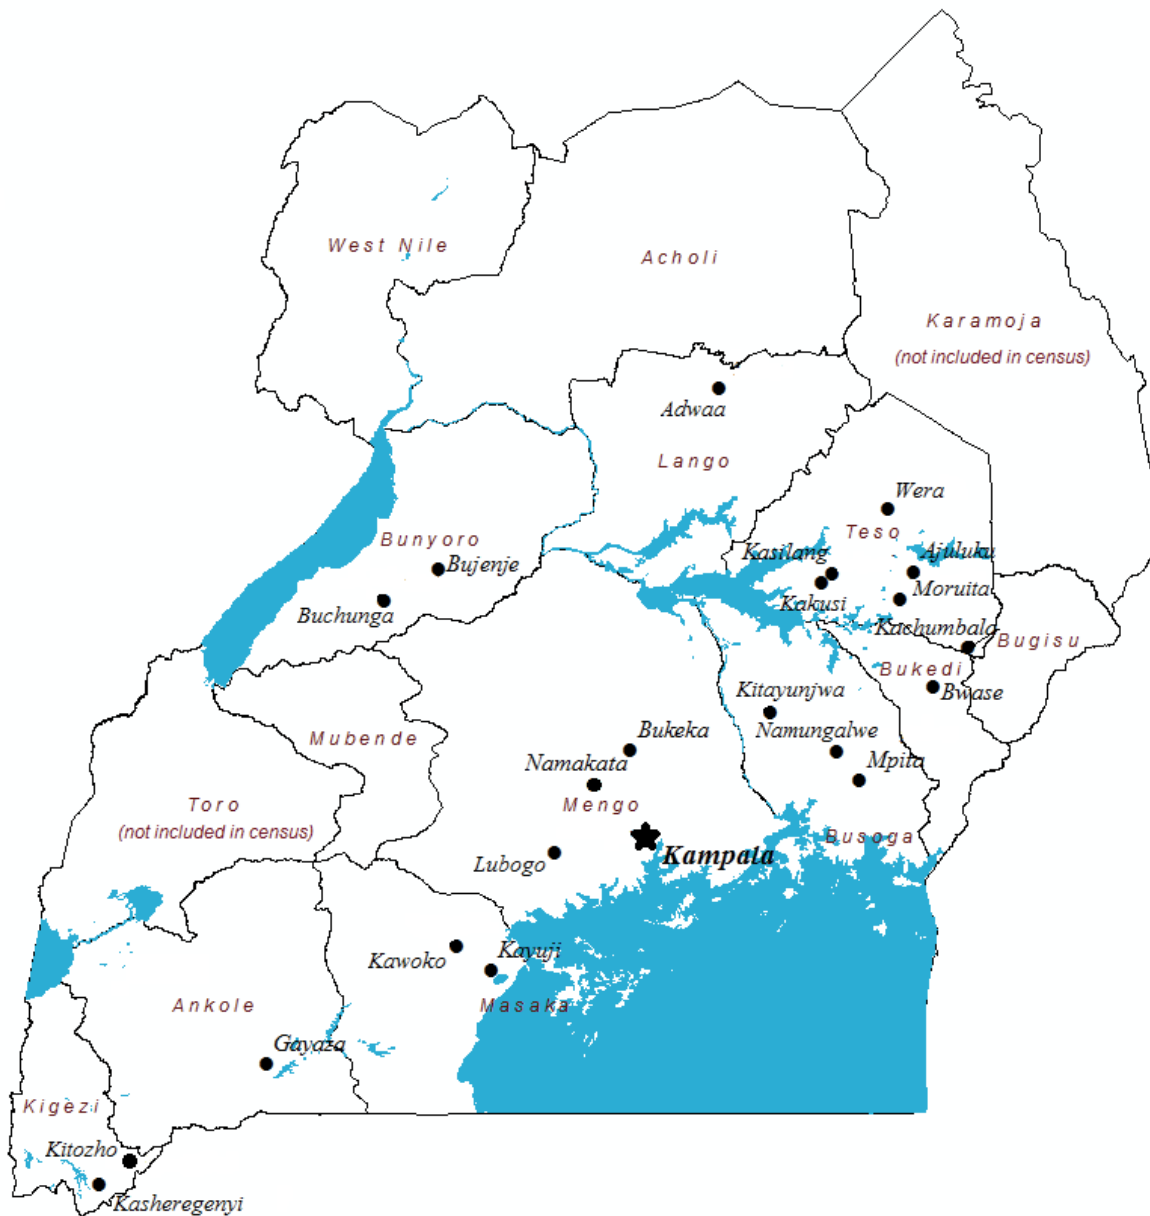 West Nile
Acholi
Karamoja
(not included in census)
Adwaa
Lango
Wera
Teso
Bunyoro
Kasilang
Ajuluku
Bujenje
Moruita
Kakusi
Buchunga
Kachumbala
Bugisu
Bukedi
Bwase
Kitayunjwa
Bukeka
Namungalwe
Mubende
Namakata
Mpita
Toro
Mengo
(not included in census)
Busoga
Kampala
Lubogo
Kawoko
Kayuji
Ankole
Masaka
Gayaza
Kigezi
Kitozho
Kasheregenyi